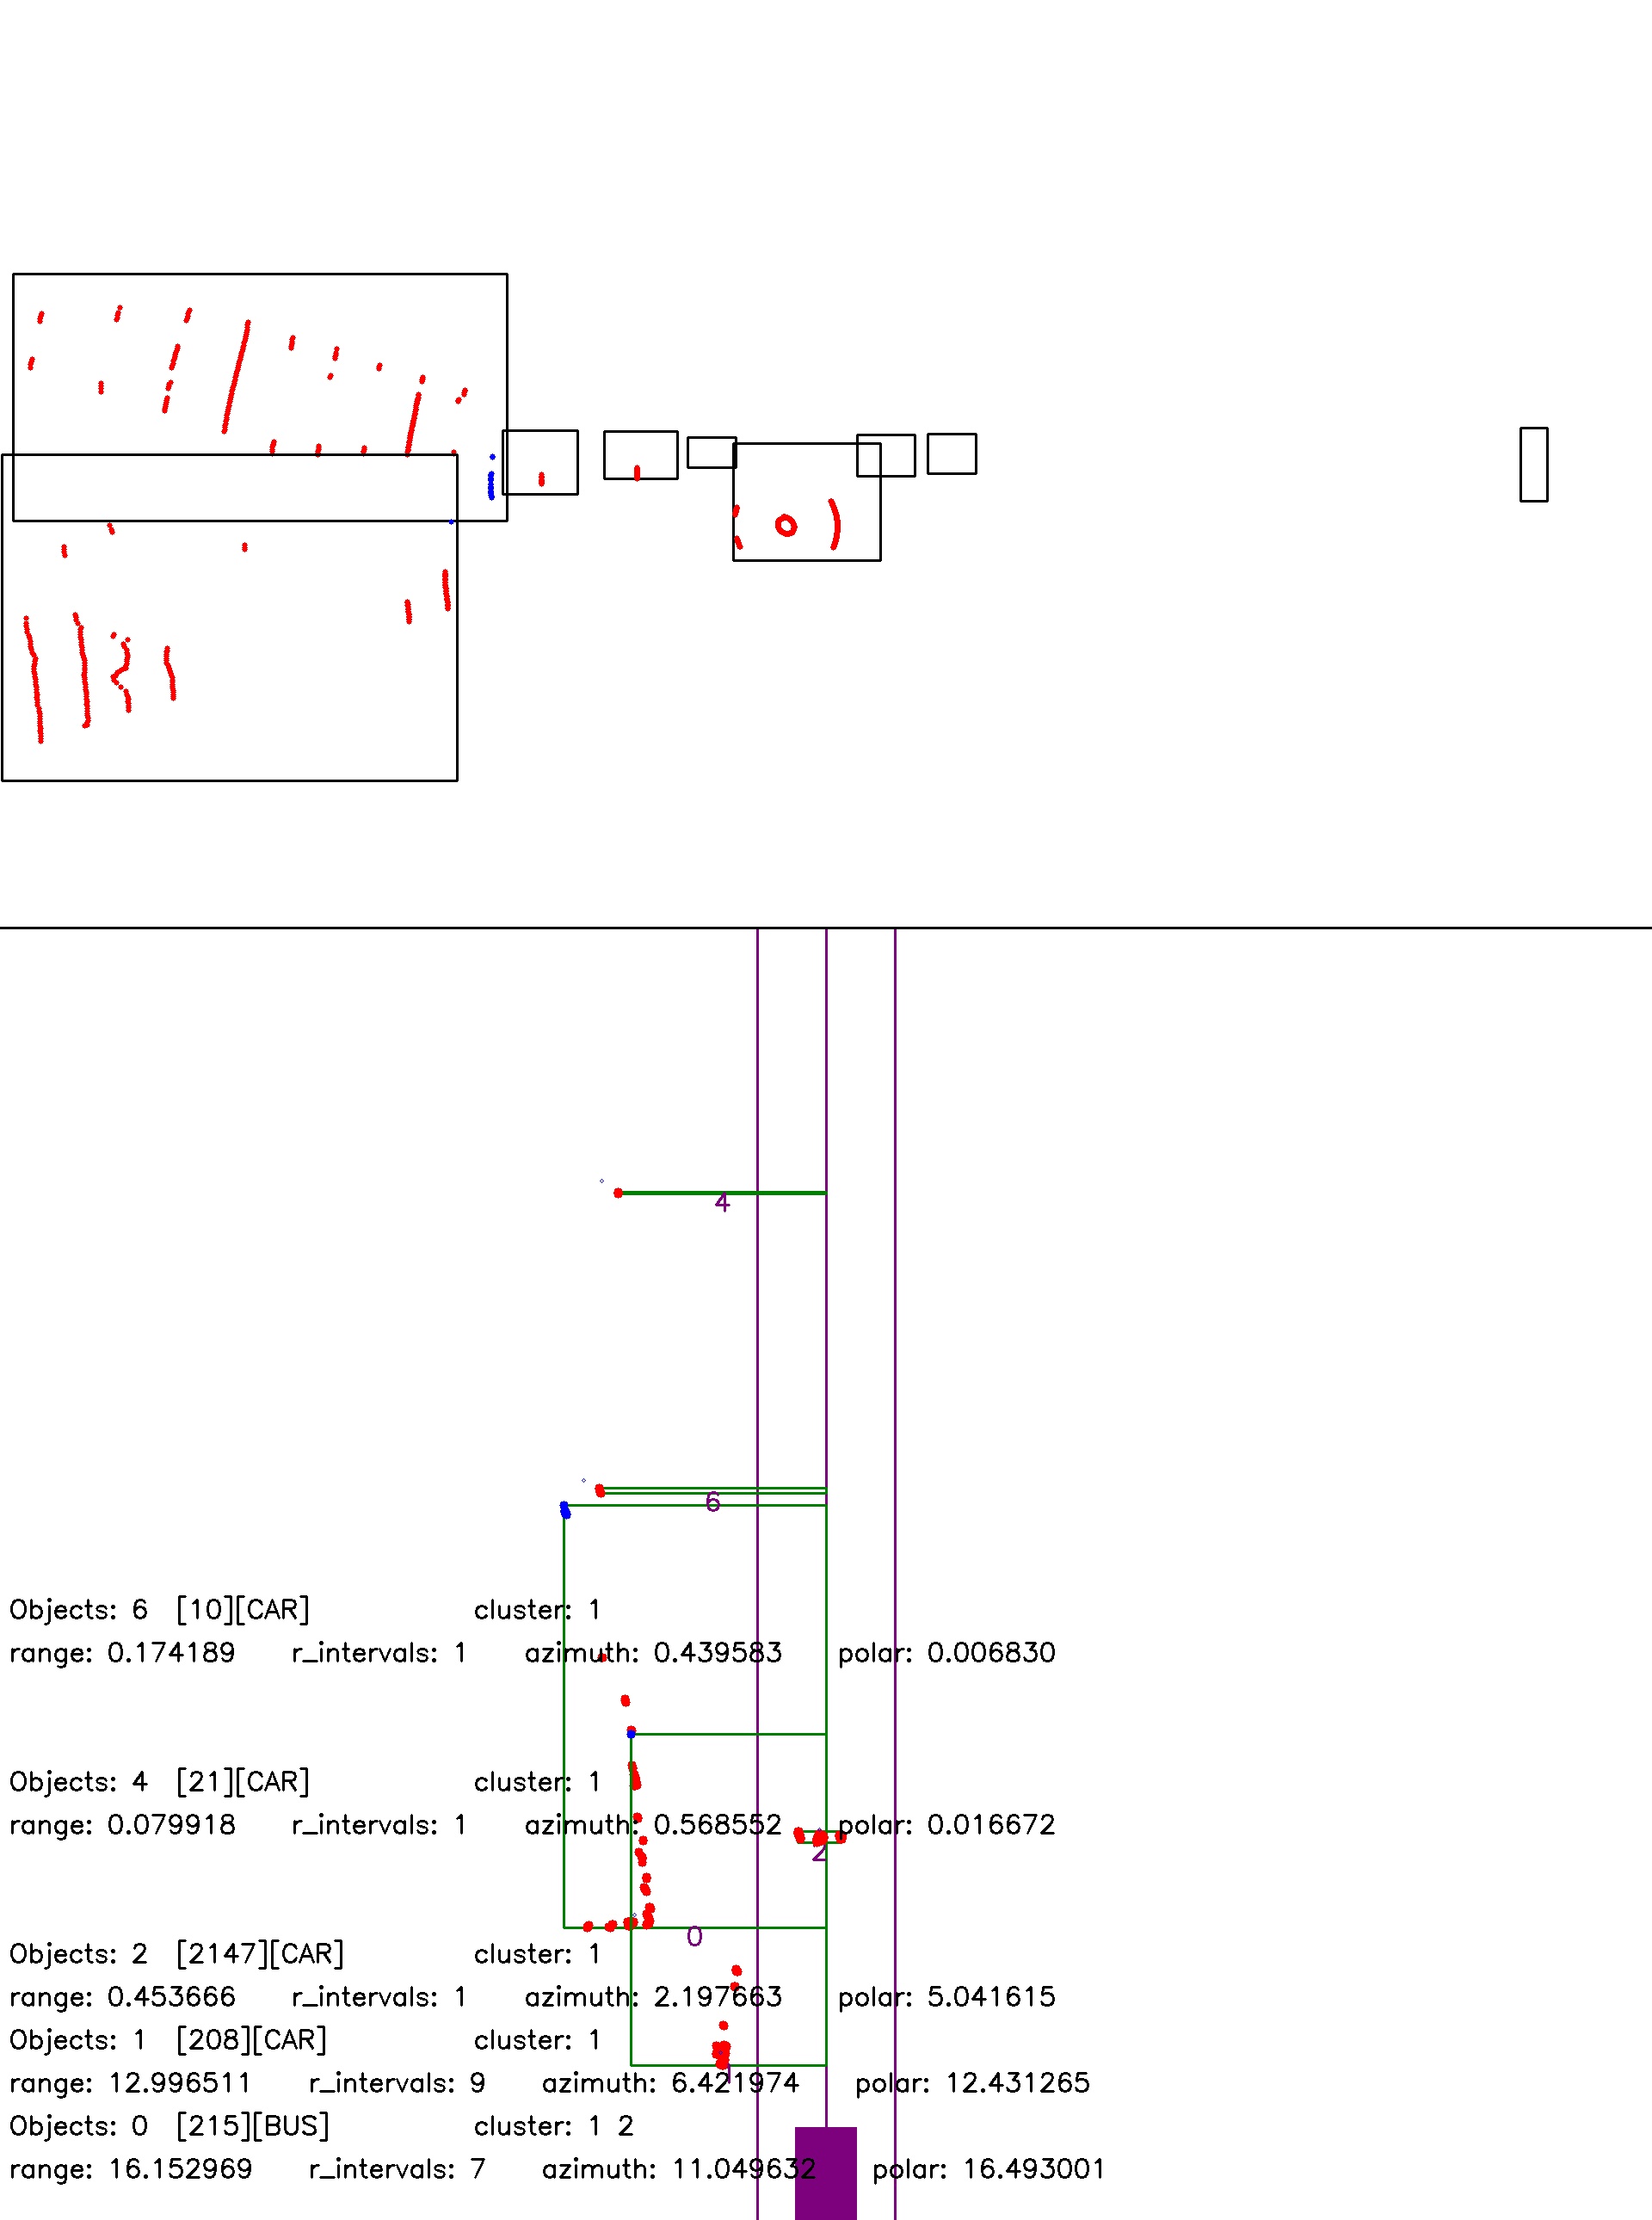 4
6
Objects: 6 [10][CAR] cluster: 1
range: 0.174189 r_intervals: 1 azimuth: 0.439583 polar: 0.006830
Objects: 4 [21][CAR] cluster: 1
range: 0.079918 r_intervals: 1 azimuth: 0.568552 polar: 0.016672
2
0
Objects: 2 [2147][CAR] cluster: 1
range: 0.453666 r_intervals: 1 azimuth: 2.197663 polar: 5.041615
Objects: 1 [208][CAR] cluster: 1
1
range: 12.996511 r_intervals: 9 azimuth: 6.421974 polar: 12.431265
Objects: 0 [215][BUS] cluster: 1 2
range: 16.152969 r_intervals: 7 azimuth: 11.049632 polar: 16.493001